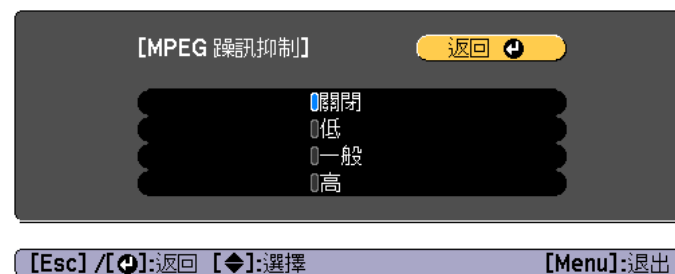 [MPEG 躁訊抑制] 返回
關閉
低
一般
高
[Esc] /[]:返回 []:選擇 [Menu]:退出